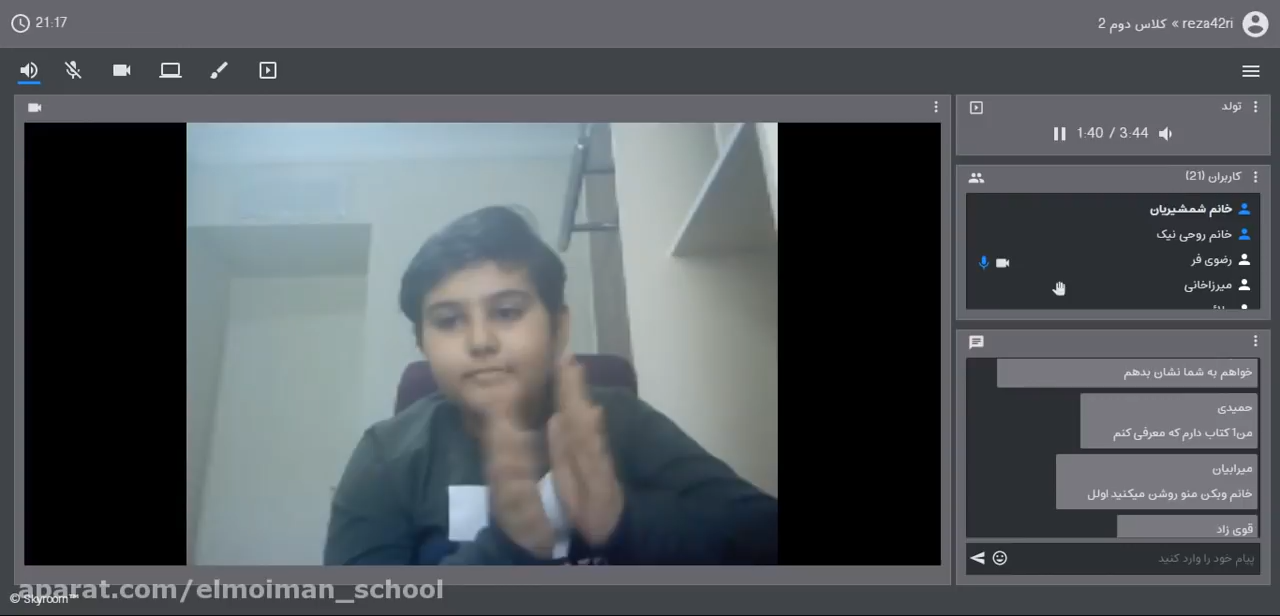 21:17
reza42ri » کلاس دوم 2
تولد
1:40 / 3:44
کاربران (21)
خانم شمشیریان
خانم روحی نیک
رضوی فر
میرزاخانی
خواهم به شما نشان بدهم
حمیدی
من1 کتاب دارم که معرفی کنم
میرابیان
خانم وبکن منو روشن میکنید اولل
قوی زاد
پیام خود را وارد کنید
aparat.com/elmoiman_school
© Skyroom™